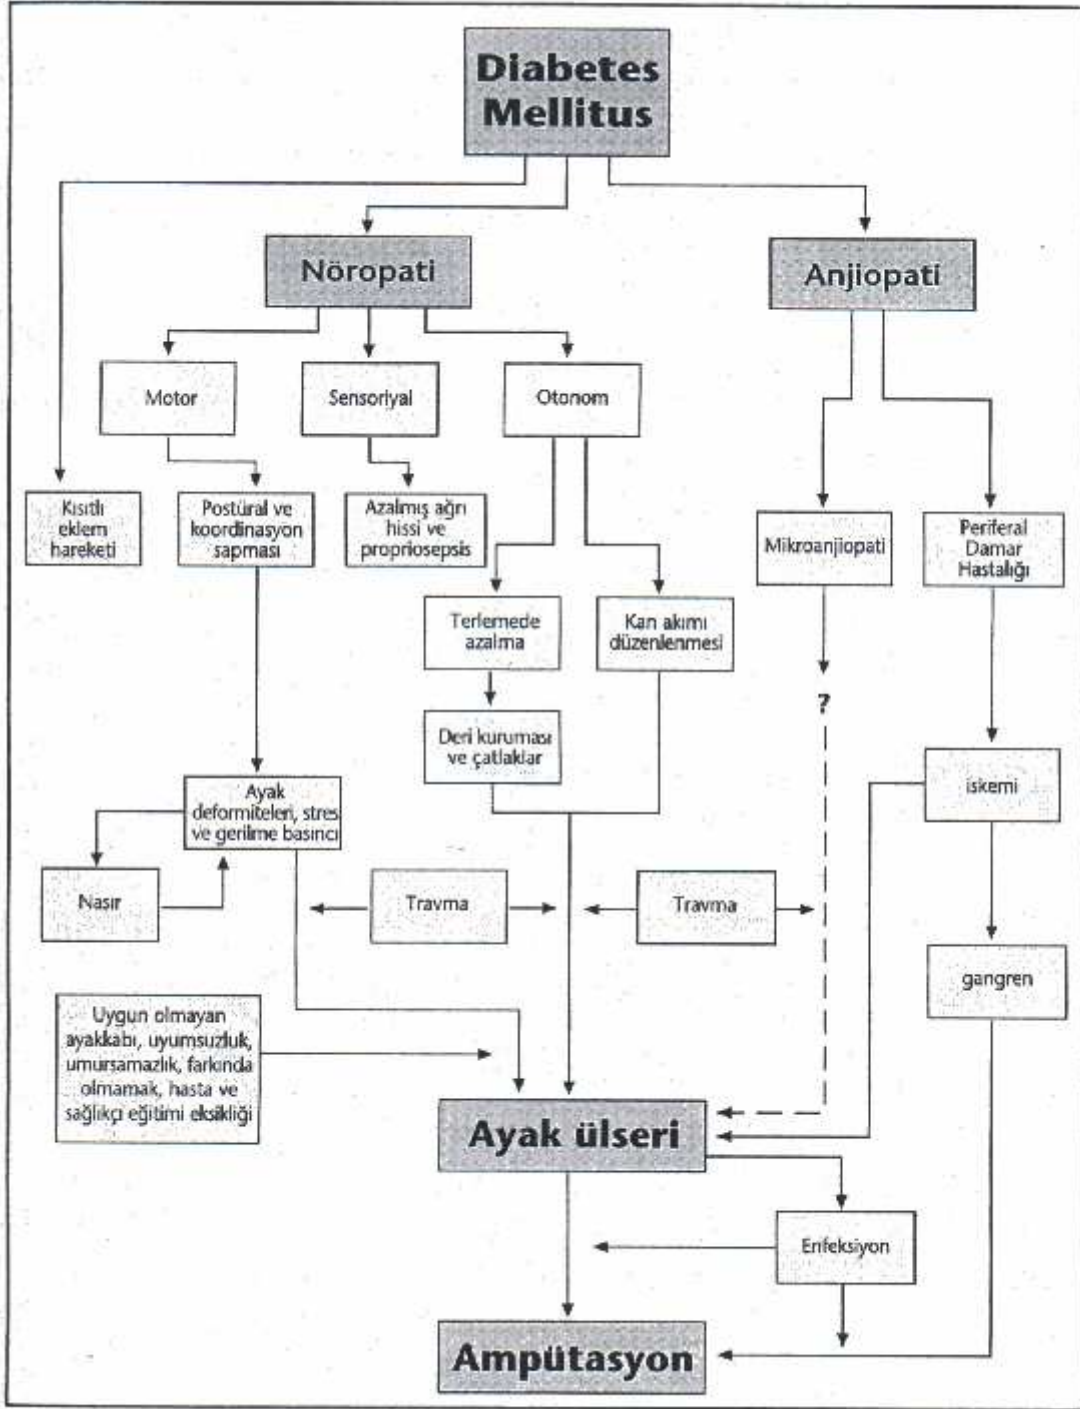 Diabetes
Mellitus
Nöropati
Anjiopati
Motor
Sensoriyal
Otonom
Kısıtlı
eklem
hareketi
Postüral ve
koordinasyon
sapması
Azalmış ağrı
hissi ve
propriosepsis
Mikroanjiopati
Periferal
Damar
Hastalığı
Terlemede
azalma
Kan akımı
düzenlenmesi
?
Deri kuruması
ve çatlaklar
Ayak
deformiteleri, stres
ve gerilme basıncı
iskemi
Nasır
Travma
Travma
gangren
Uygun olmayan
ayakkabı, uyumsuzluk,
umursamazlık, farkında
olmamak, hasta ve
sağlıkçı eğitimi eksikliği
Ayak ülseri
Enfeksiyon
Ampütasyon